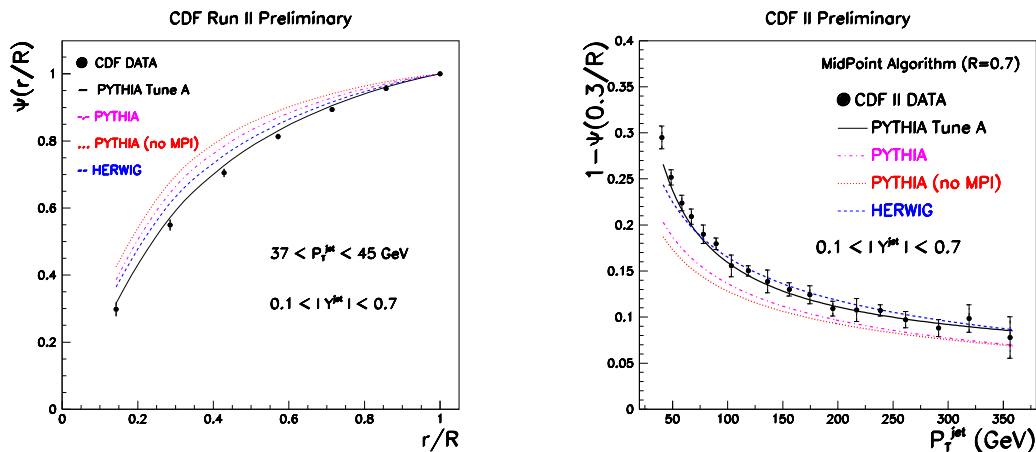 CDF Run II Preliminary
Ψ(r/R)
CDF DATA
PYTHIA Tune A
PYTHIA
PYTHIA (no MPI)
HERWIG
37 < P_T^jet < 45 GeV
0.1 < | Y^jet | < 0.7
1
0.8
0.6
0.4
0.2
0
0 0.2 0.4 0.6 0.8 1
r/R
CDF II Preliminary
1−Ψ(0.3/R)
MidPoint Algorithm (R=0.7)
CDF II DATA
PYTHIA Tune A
PYTHIA
PYTHIA (no MPI)
HERWIG
0.1 < | Y^jet | < 0.7
0.4
0.35
0.3
0.25
0.2
0.15
0.1
0.05
0
50 100 150 200 250 300 350
P_T^jet (GeV)